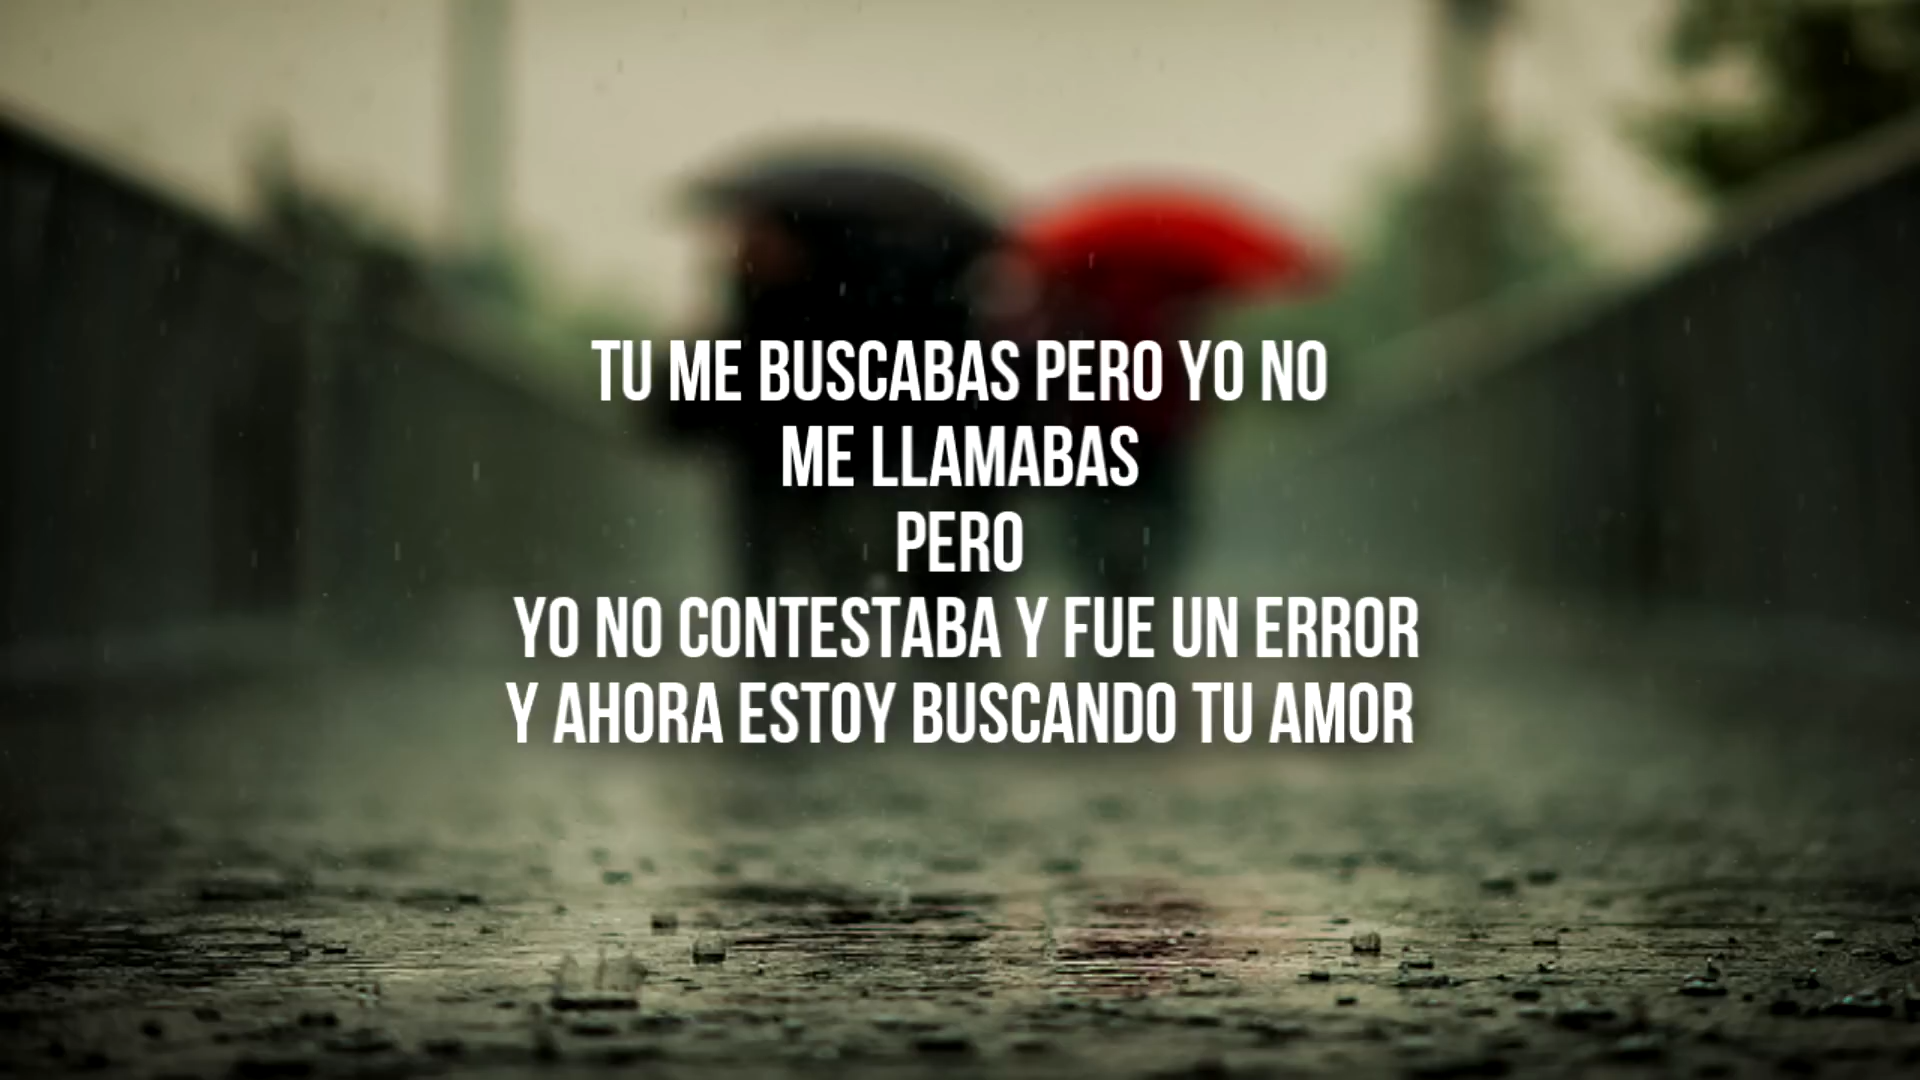 TU ME BUSCABAS PERO YO NO
ME LLAMABAS
PERO
YO NO CONTESTABA Y FUE UN ERROR
Y AHORA ESTOY BUSCANDO TU AMOR